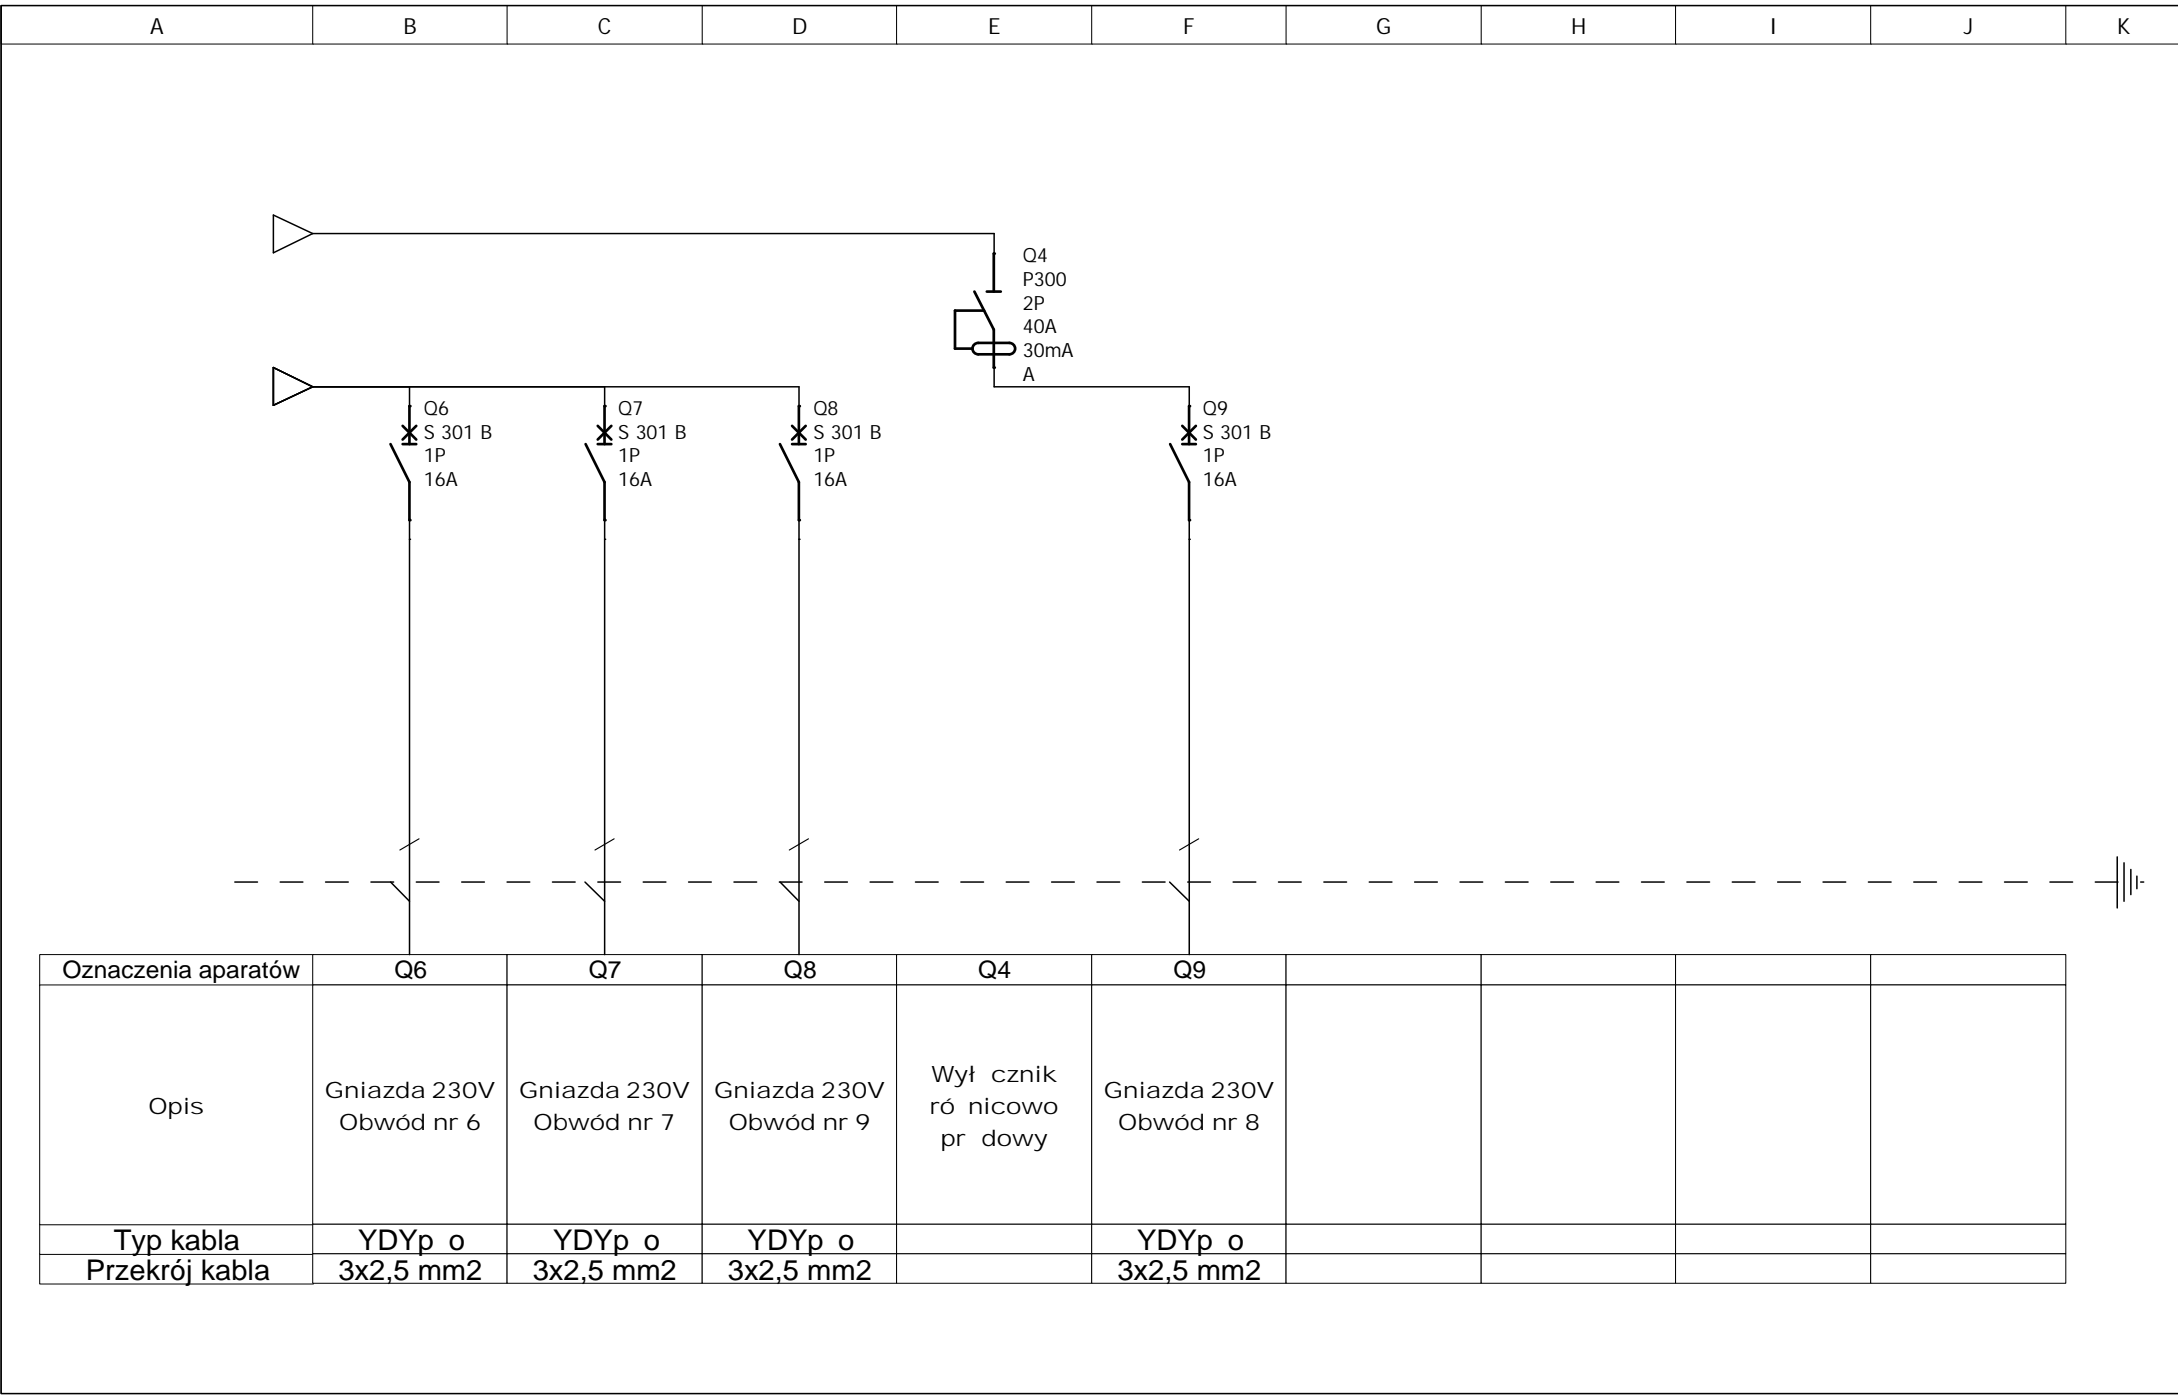 A B C D E F G H I J K
Q4
P300
2P
40A
30mA
A
Q6
S 301 B
1P
16A
Q7
S 301 B
1P
16A
Q8
S 301 B
1P
16A
Q9
S 301 B
1P
16A
Oznaczenia aparatów Q6 Q7 Q8 Q4 Q9
Opis
Gniazda 230V
Obwód nr 6
Gniazda 230V
Obwód nr 7
Gniazda 230V
Obwód nr 9
Wył cznik
ró nicowo
pr dowy
Gniazda 230V
Obwód nr 8
Typ kabla YDYp o YDYp o YDYp o YDYp o
Przekrój kabla 3x2,5 mm2 3x2,5 mm2 3x2,5 mm2 3x2,5 mm2